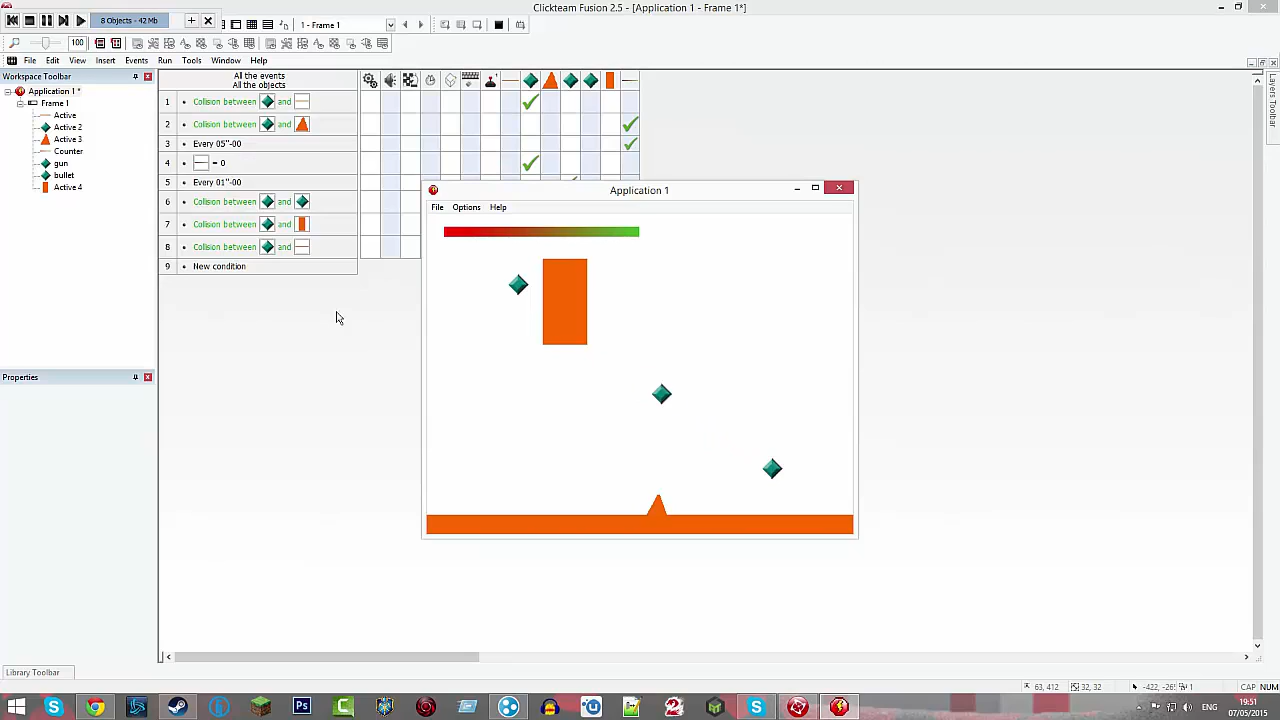 Clickteam Fusion 2.5 - [Application 1 - Frame 1*]
8 Objects - 42 Mb
1 - Frame 1
100
File Edit View Insert Events Run Tools Window Help
Workspace Toolbar
Application 1 *
Frame 1
Active
Active 2
Active 3
Counter
gun
bullet
Active 4
Properties
Library Toolbar
All the events
All the objects
1 • Collision between and
2 • Collision between and
3 • Every 05"-00
4 • = 0
5 • Every 01"-00
6 • Collision between and
7 • Collision between and
8 • Collision between and
9 • New condition
Application 1
File Options Help
Layers Toolbar
63, 412
32, 32
CAP NUM
Ps
ENG
19:51
07/05/2015